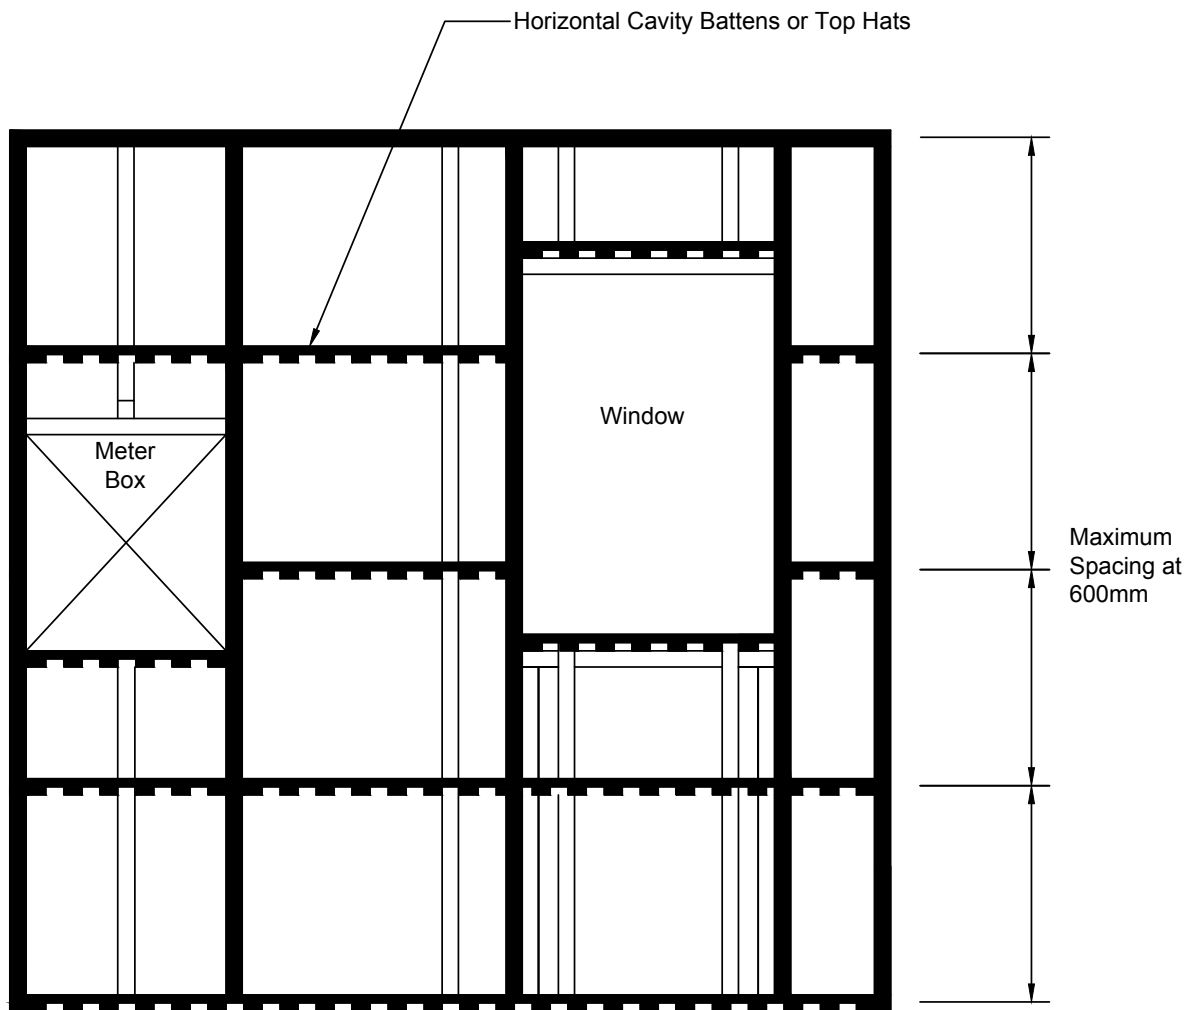 Horizontal Cavity Battens or Top Hats
Window
Meter
Box
Maximum
Spacing at
600mm